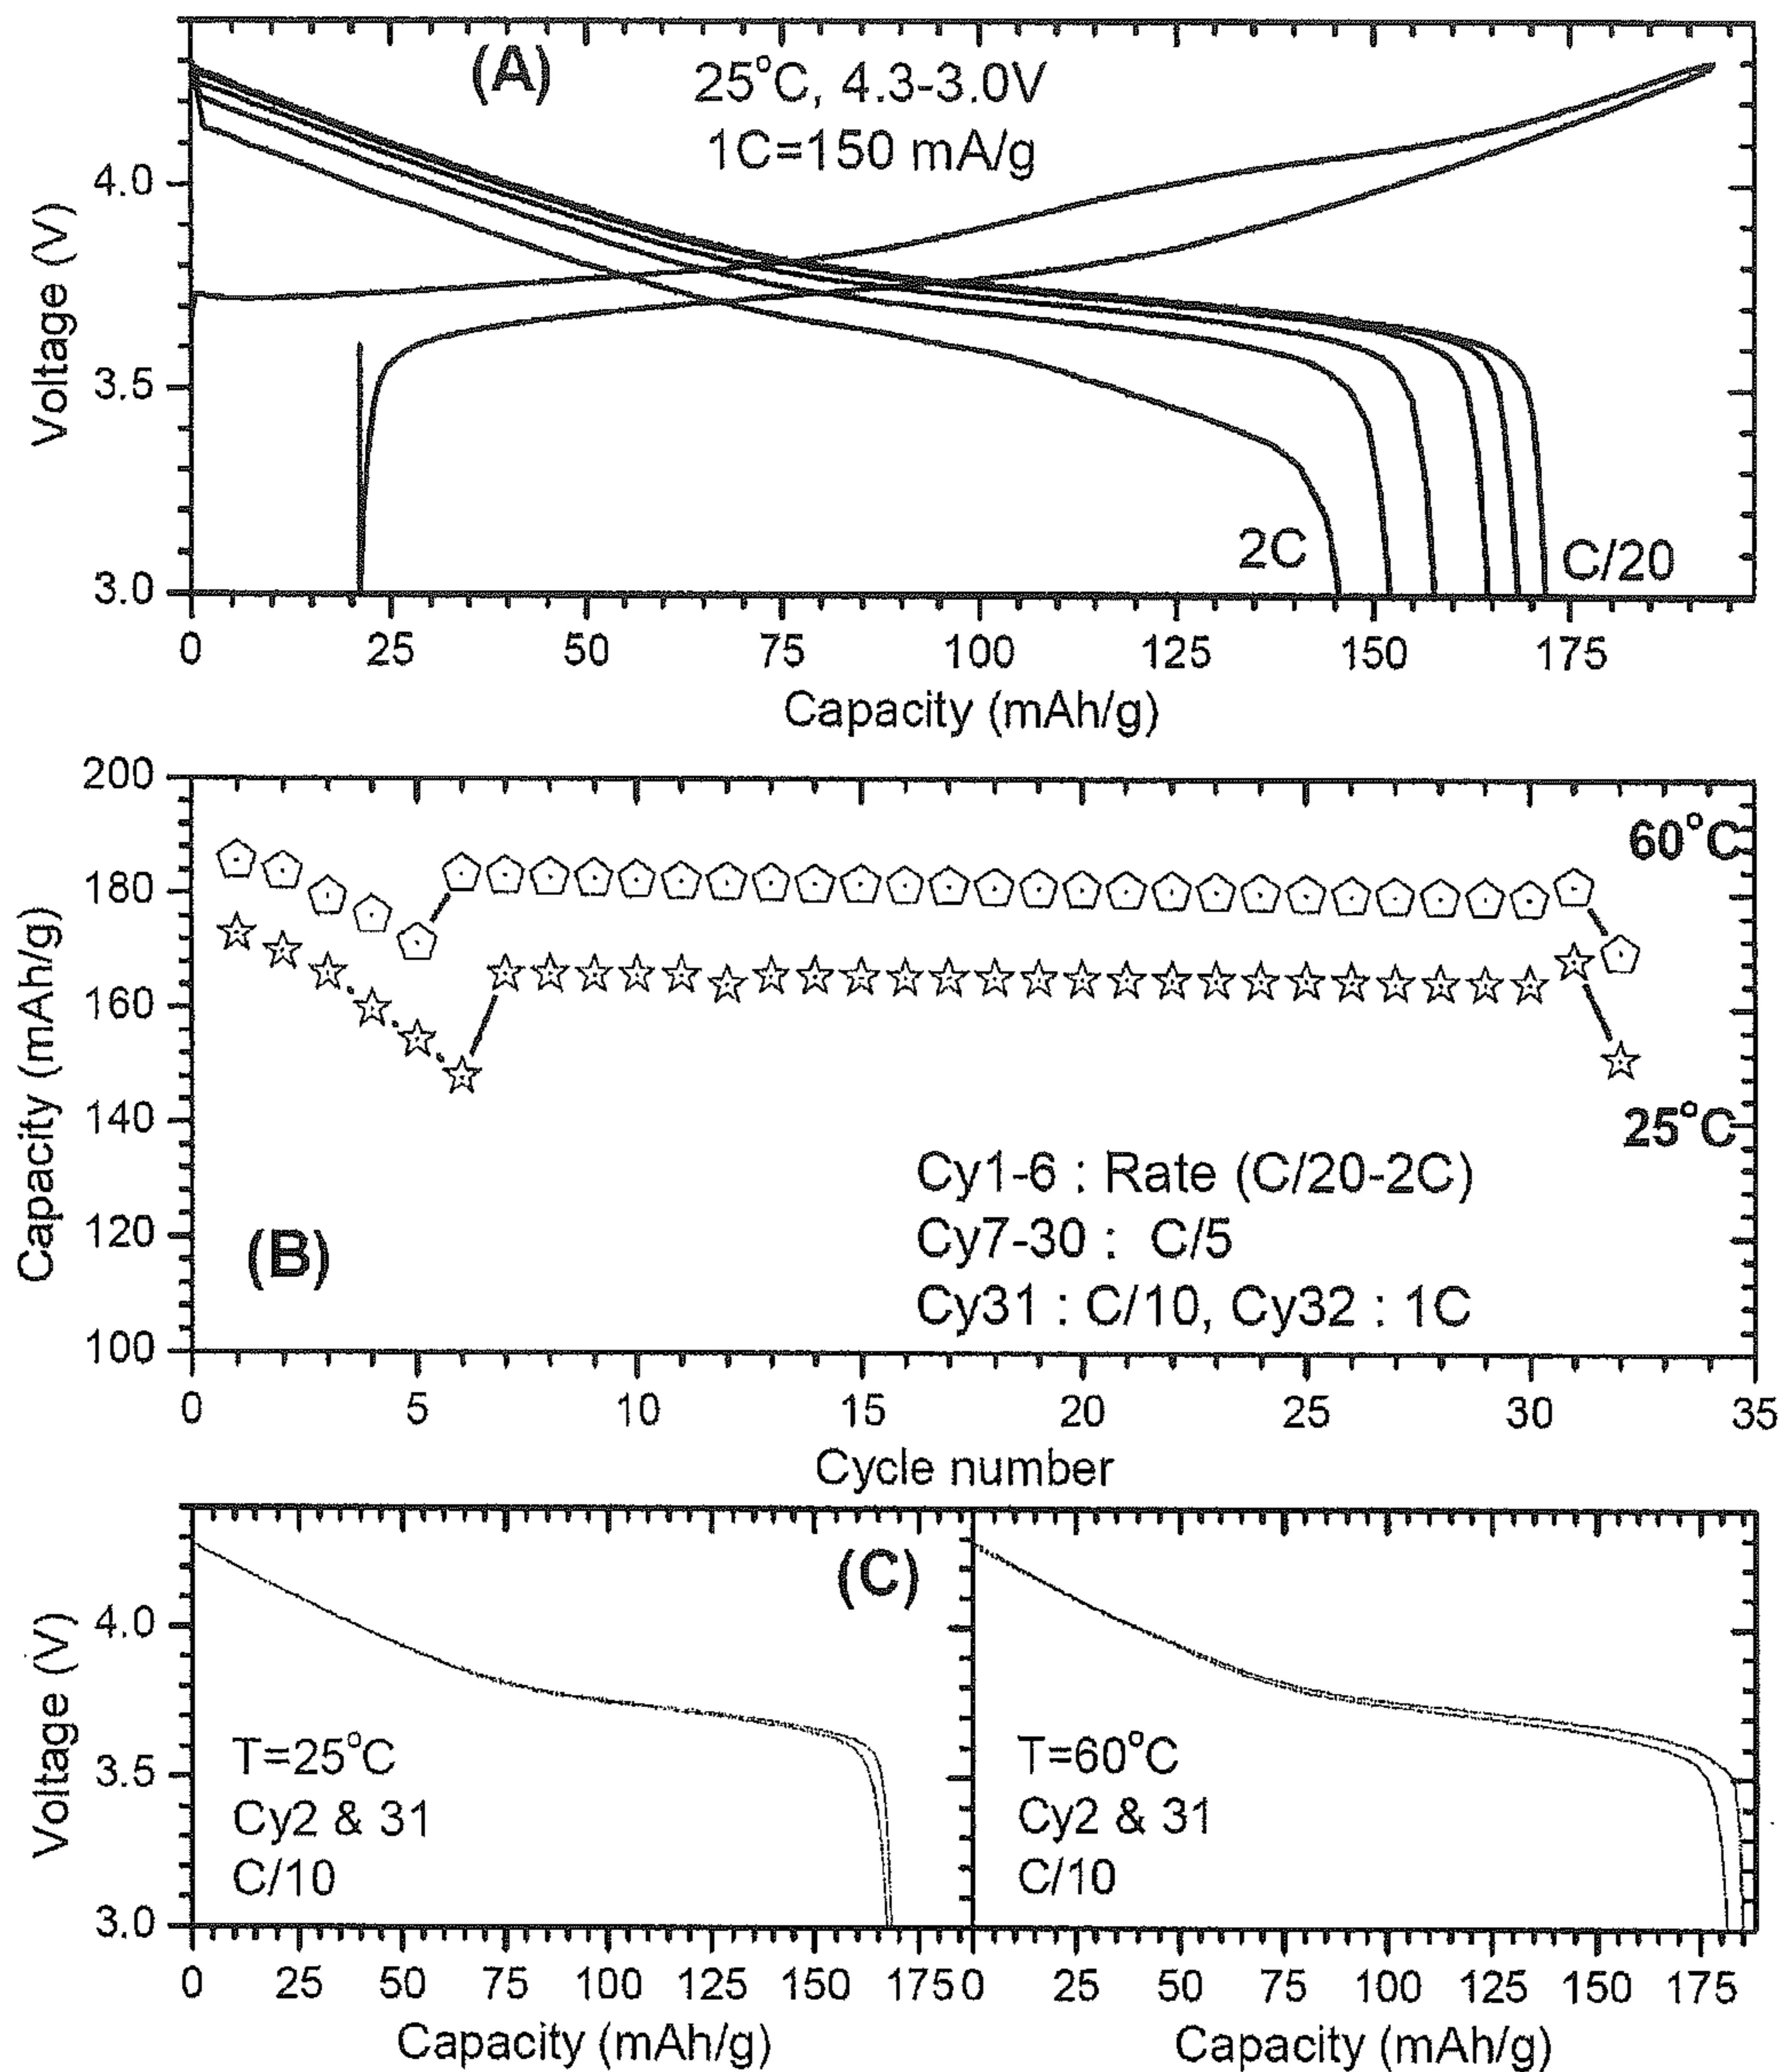 (A)
25°C, 4.3-3.0V
1C=150 mA/g
4.0
3.5
3.0
Voltage (V)
2C
C/20
0 25 50 75 100 125 150 175
Capacity (mAh/g)
200
180
160
140
120
100
Capacity (mAh/g)
60°C
25°C
Cy1-6 : Rate (C/20-2C)
Cy7-30 : C/5
Cy31 : C/10, Cy32 : 1C
(B)
0 5 10 15 20 25 30 35
Cycle number
(C)
4.0
3.5
3.0
Voltage (V)
T=25°C
Cy2 & 31
C/10
T=60°C
Cy2 & 31
C/10
0 25 50 75 100 125 150 175
0 25 50 75 100 125 150 175
Capacity (mAh/g)
Capacity (mAh/g)